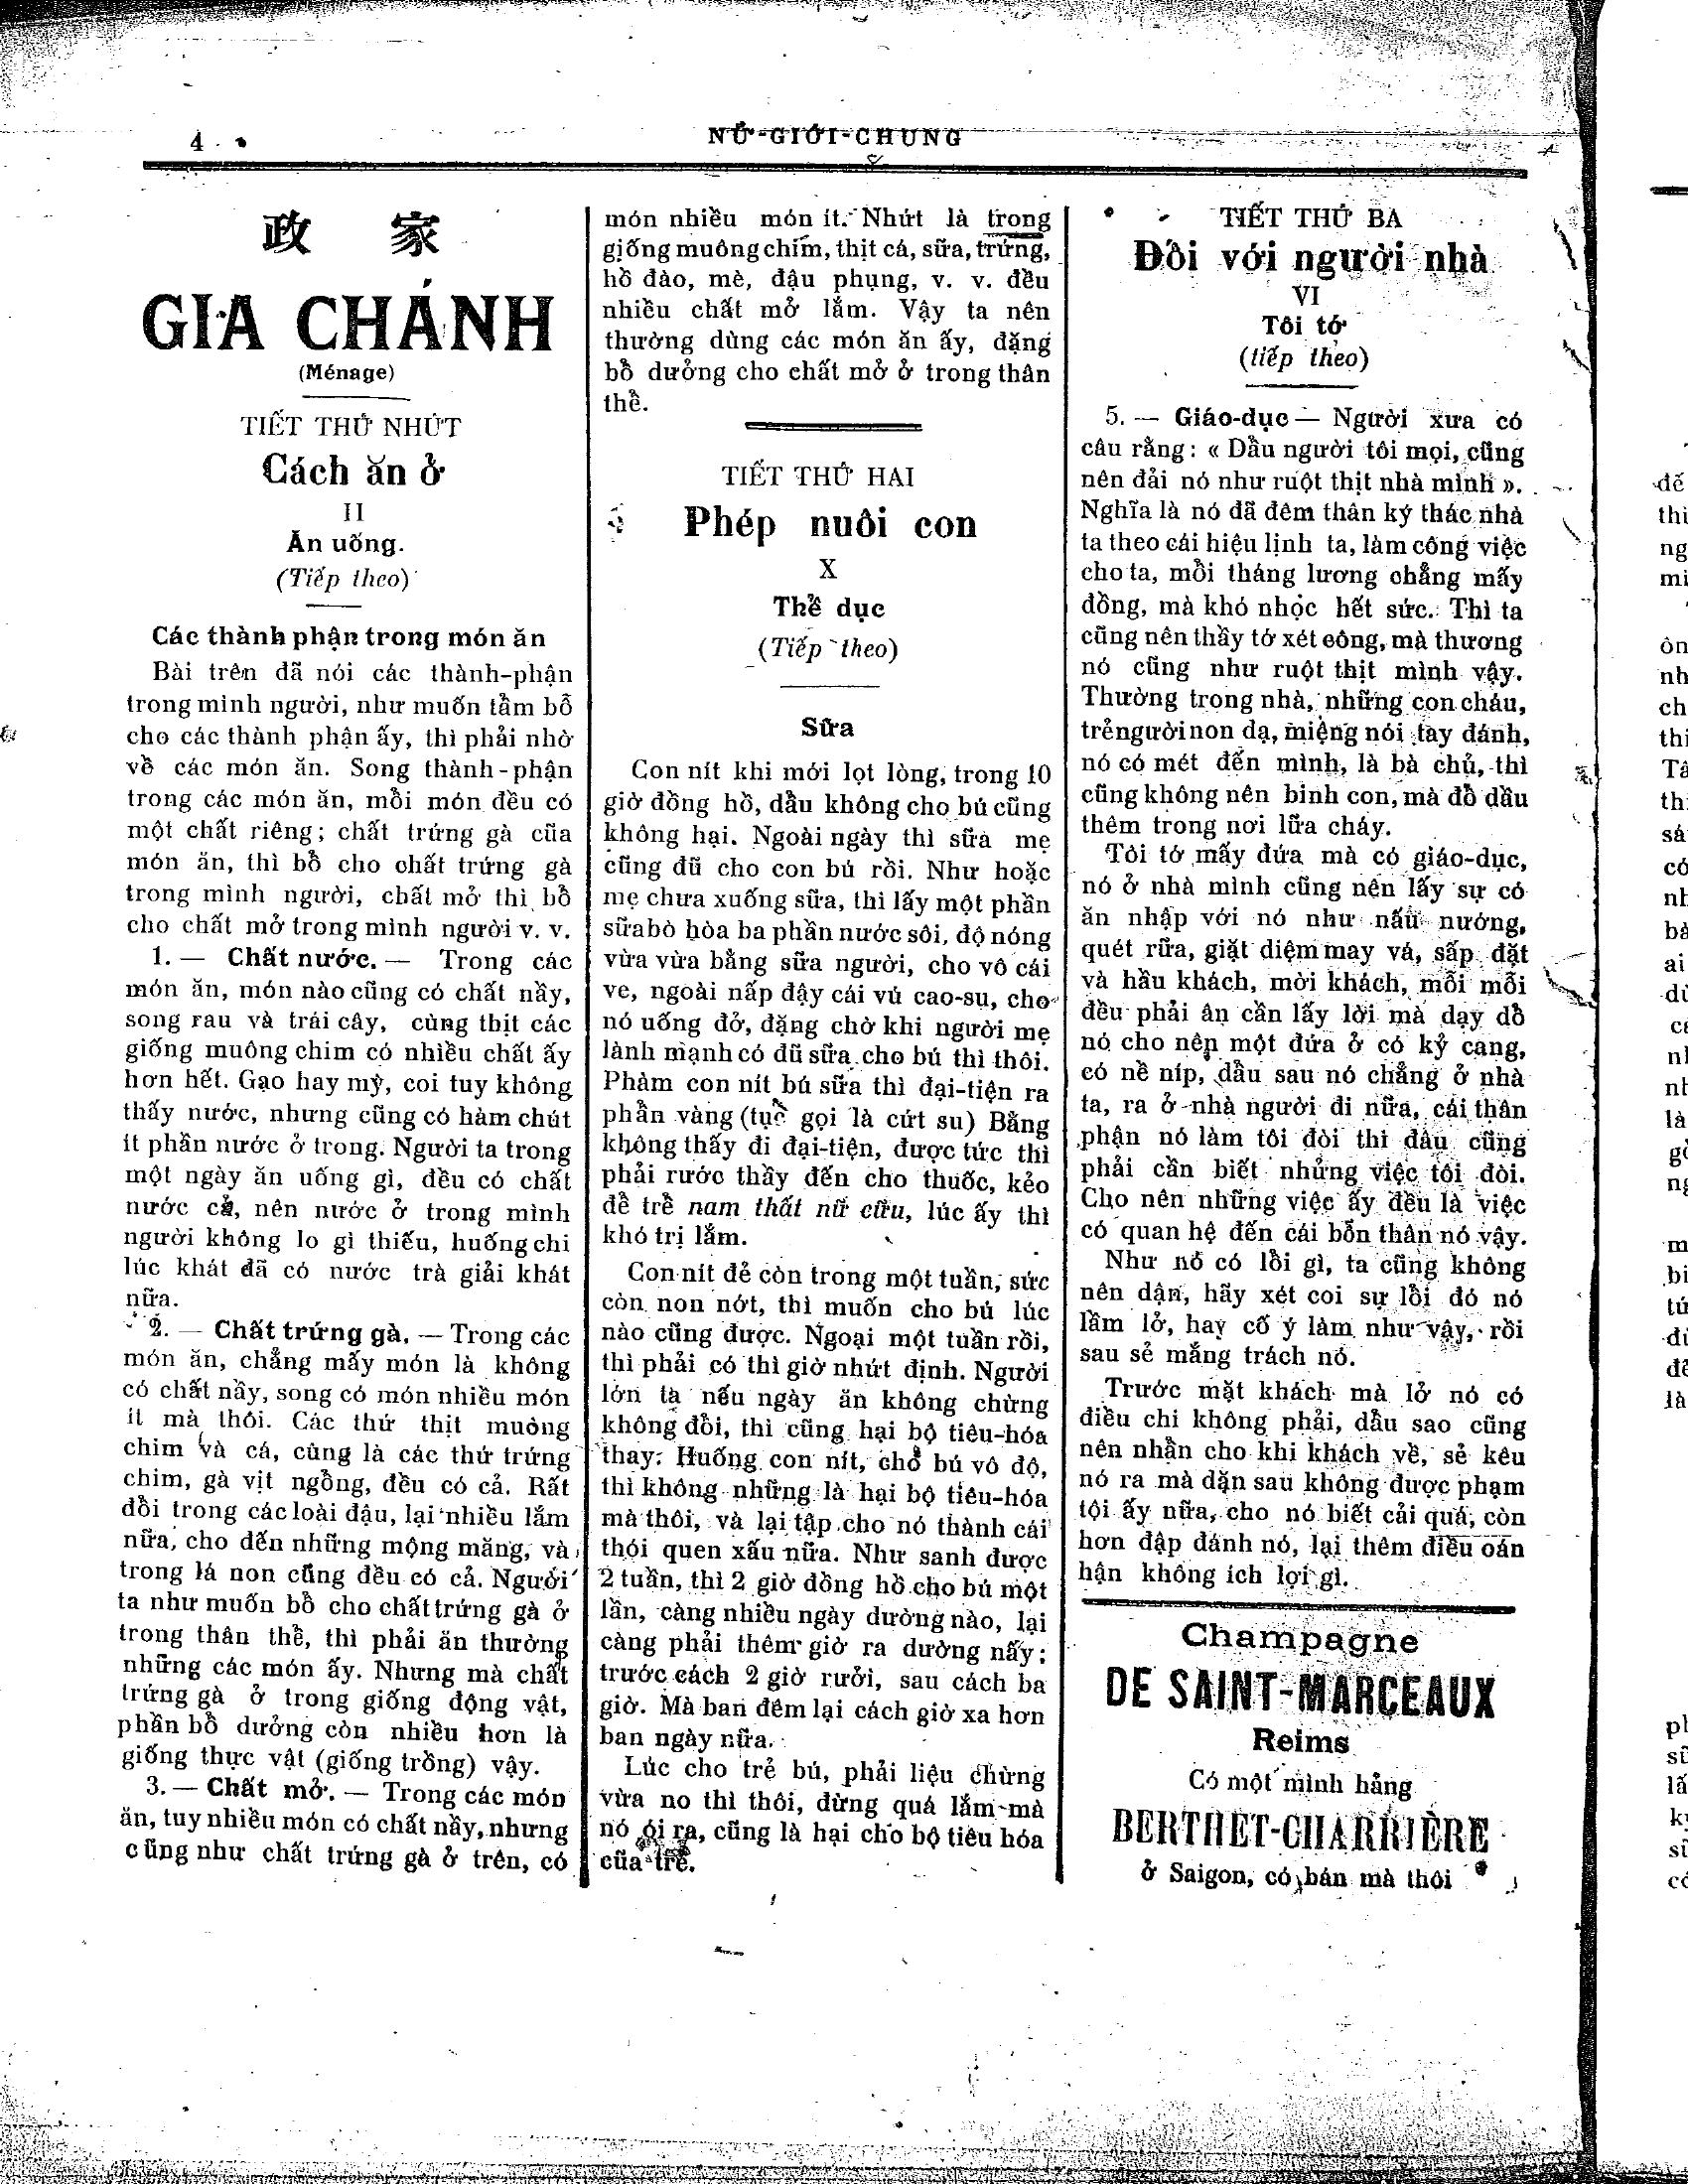 4
NỮ-GIỚI-CHUNG
政 家
GIA CHÁNH
(Ménage)
TIẾT THỨ NHỨT
Cách ăn ở
II
Ăn uống.
(Tiếp theo)
Các thành phận trong món ăn
Bài trên đã nói các thành-phận
trong mình người, như muốn tẩm bổ
cho các thành phận ấy, thì phải nhờ
về các món ăn. Song thành-phận
trong các món ăn, mỗi món đều có
một chất riêng; chất trứng gà của
món ăn, thì bổ cho chất trứng gà
trong mình người, chất mở thì bổ
cho chất mở trong mình người v. v.
1. — Chất nước. — Trong các
món ăn, món nào cũng có chất nầy,
song rau và trái cây, cùng thịt các
giống muông chim có nhiều chất ấy
hơn hết. Gạo hay mỳ, coi tuy không
thấy nước, nhưng cũng có hàm chút
ít phần nước ở trong. Người ta trong
một ngày ăn uống gì, đều có chất
nước cả, nên nước ở trong mình
người không lo gì thiếu, huống chi
lúc khát đã có nước trà giải khát
nữa.
2. — Chất trứng gà. — Trong các
món ăn, chẳng mấy món là không
có chất nầy, song có món nhiều món
ít mà thôi. Các thứ thịt muông
chim và cá, cùng là các thứ trứng
chim, gà vịt ngỗng, đều có cả. Rất
đổi trong các loài đậu, lại nhiều lắm
nữa, cho đến những mộng măng, và
trong lá non cũng đều có cả. Người
ta như muốn bổ cho chất trứng gà ở
trong thân thể, thì phải ăn thường
những các món ấy. Nhưng mà chất
trứng gà ở trong giống động vật,
phần bổ dưởng còn nhiều hơn là
giống thực vật (giống trồng) vậy.
3. — Chất mở. — Trong các món
ăn, tuy nhiều món có chất nầy, nhưng
cũng như chất trứng gà ở trên, có
món nhiều món ít. Nhứt là trong
giống muông chim, thịt cá, sữa, trứng,
hồ đào, mè, đậu phụng, v. v. đều
nhiều chất mở lắm. Vậy ta nên
thường dùng các món ăn ấy, đặng
bổ dưởng cho chất mở ở trong thân
thể.
TIẾT THỨ HAI
Phép nuôi con
X
Thể dục
(Tiếp theo)
Sữa
Con nít khi mới lọt lòng, trong 10
giờ đồng hồ, dẩu không cho bú cũng
không hại. Ngoài ngày thì sữa mẹ
cũng đũ cho con bú rồi. Như hoặc
mẹ chưa xuống sữa, thì lấy một phần
sữa bò hòa ba phần nước sôi, độ nóng
vừa vừa bằng sữa người, cho vô cái
ve, ngoài nấp đậy cái vú cao-su, cho
nó uống đở, đặng chờ khi người mẹ
lành mạnh có đũ sữa cho bú thì thôi.
Phàm con nít bú sữa thì đại-tiện ra
phẩn vàng (tục gọi là cứt su) Bằng
không thấy đi đại-tiện, được tức thì
phải rước thầy đến cho thuốc, kẻo
để trể nam thất nữ cữu, lúc ấy thì
khó trị lắm.
Con nít đẻ còn trong một tuần, sức
còn non nớt, thì muốn cho bú lúc
nào cũng được. Ngoại một tuần rồi,
thì phải có thì giờ nhứt định. Người
lớn ta nếu ngày ăn không chừng
không đổi, thì cũng hại bộ tiêu-hóa
thay: Huống con nít, cho bú vô độ,
thì không những là hại bộ tiêu-hóa
mà thôi, và lại tập cho nó thành cái
thói quen xấu nữa. Như sanh được
2 tuần, thì 2 giờ đồng hồ cho bú một
lần, càng nhiều ngày dường nào, lại
càng phải thêm giờ ra dường nấy;
trước cách 2 giờ rưởi, sau cách ba
giờ. Mà ban đêm lại cách giờ xa hơn
ban ngày nữa.
Lúc cho trẻ bú, phải liệu chừng
vừa no thì thôi, đừng quá lắm mà
nó ói ra, cũng là hại cho bộ tiêu hóa
của trẻ.
TIẾT THỨ BA
Đối với người nhà
VI
Tôi tớ
(tiếp theo)
5. — Giáo-dục — Người xưa có
câu rằng: « Dẩu người tôi mọi, cũng
nên đải nó như ruột thịt nhà mình ».
Nghĩa là nó đã đêm thân ký thác nhà
ta theo cái hiệu lịnh ta, làm công việc
cho ta, mỗi tháng lương chẳng mấy
đồng, mà khó nhọc hết sức. Thì ta
cũng nên thầy tớ xét công, mà thương
nó cũng như ruột thịt mình vậy.
Thường trong nhà, những con cháu,
trẻ người non dạ, miệng nói tay đánh,
nó có mét đến mình, là bà chủ, thì
cũng không nên binh con, mà đổ dầu
thêm trong nơi lữa cháy.
Tôi tớ mấy đứa mà có giáo-dục,
nó ở nhà mình cũng nên lấy sự có
ăn nhập với nó như nấu nướng,
quét rữa, giặt diệm may vá, sấp đặt
và hầu khách, mời khách, mỗi mỗi
đều phải ân cần lấy lời mà dạy dỗ
nó cho nên một đứa ở có kỷ cang,
có nề níp, dẩu sau nó chẳng ở nhà
ta, ra ở nhà người đi nữa, cái thân
phận nó làm tôi đòi thì đâu cũng
phải cần biết những việc tôi đòi.
Cho nên những việc ấy đều là việc
có quan hệ đến cái bổn thân nó vậy.
Như nó có lỗi gì, ta cũng không
nên dận, hãy xét coi sự lỗi đó nó
lầm lở, hay cố ý làm như vậy, rồi
sau sẻ mắng trách nó.
Trước mặt khách mà lở nó có
điều chi không phải, dẩu sao cũng
nên nhẫn cho khi khách về, sẻ kêu
nó ra mà dặn sau không được phạm
tội ấy nữa, cho nó biết cải quá, còn
hơn đập đánh nó, lại thêm điều oán
hận không ích lợi gì.
Champagne
DE SAINT-MARCEAUX
Reims
Có một mình hảng
BERTHET-CHARRIÈRE
ở Saigon, có bán mà thôi